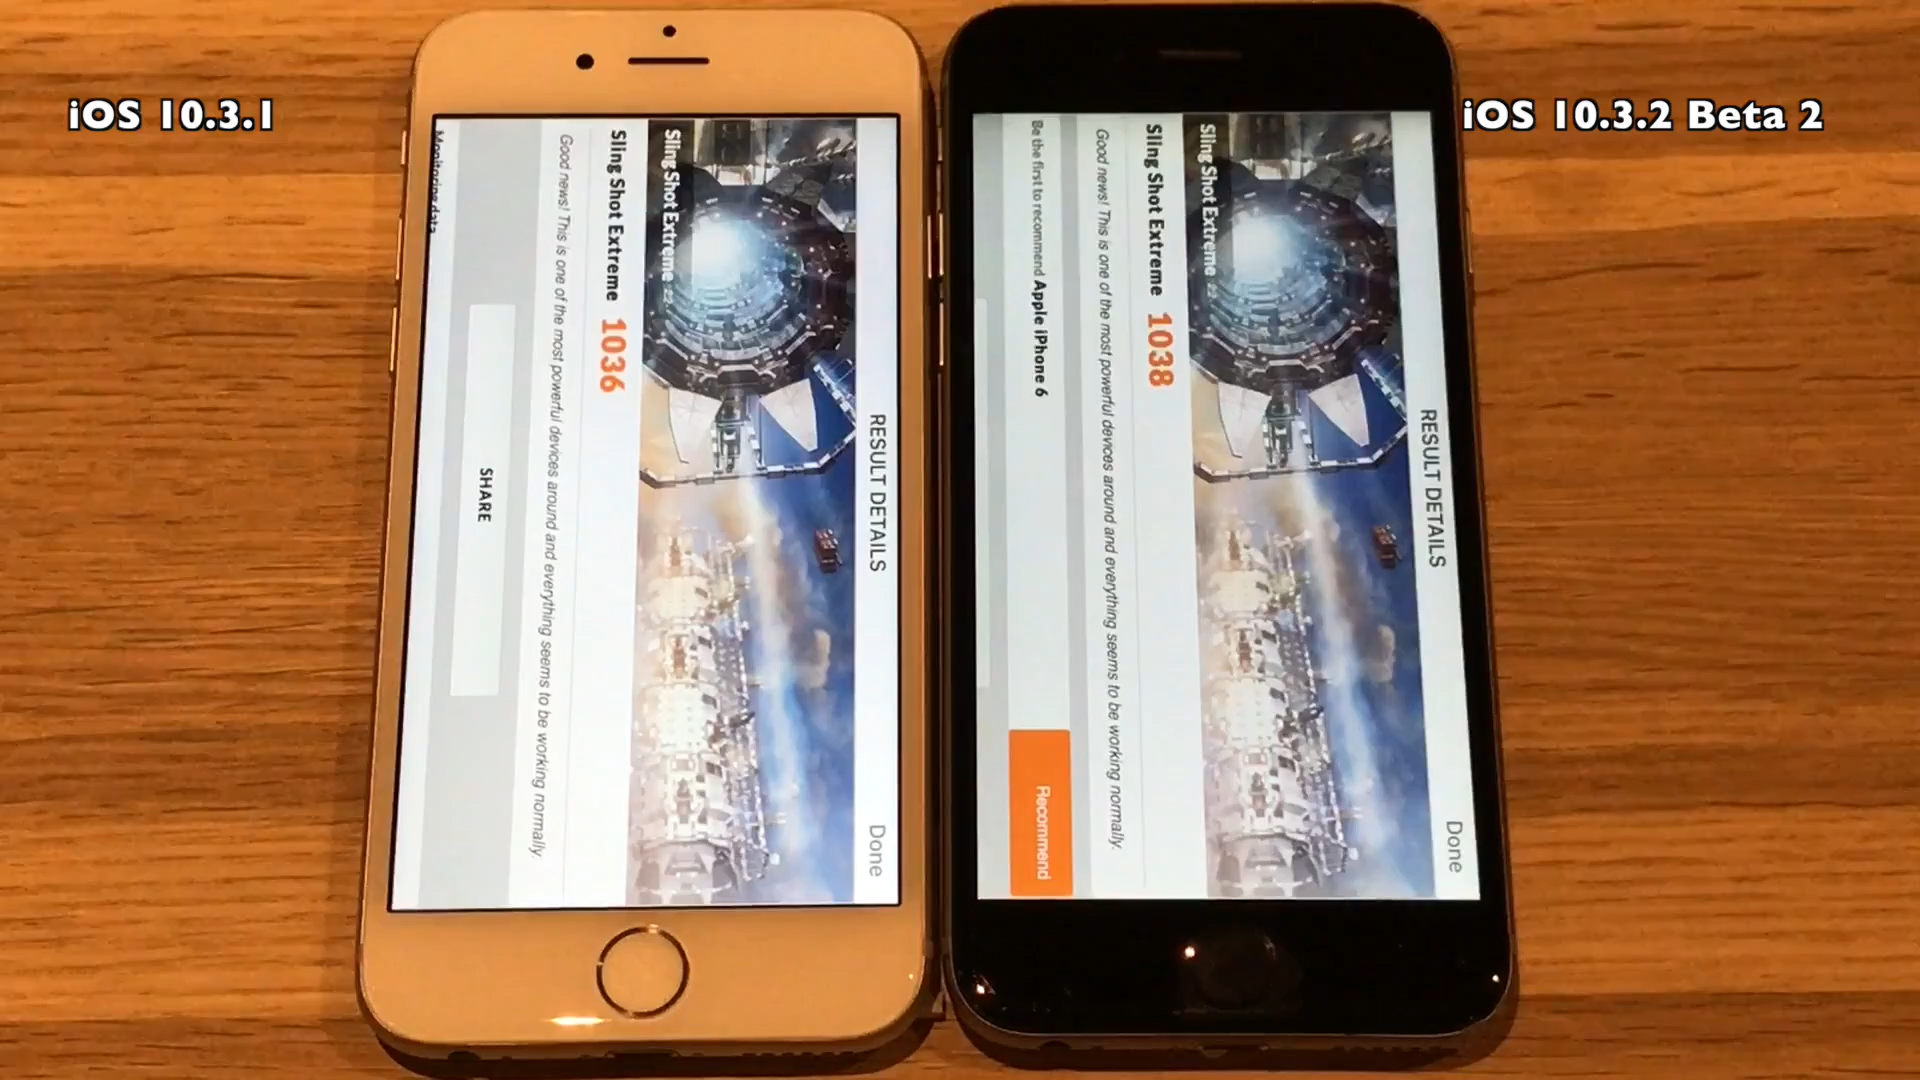 iOS 10.3.1
iOS 10.3.2 Beta 2
RESULT DETAILS
Done
Sling Shot Extreme
Sling Shot Extreme 1036
Good news! This is one of the most powerful devices around and everything seems to be working normally.
SHARE
Monitoring data
RESULT DETAILS
Done
Sling Shot Extreme
Sling Shot Extreme 1038
Good news! This is one of the most powerful devices around and everything seems to be working normally.
Be the first to recommend Apple iPhone 6
Recommend